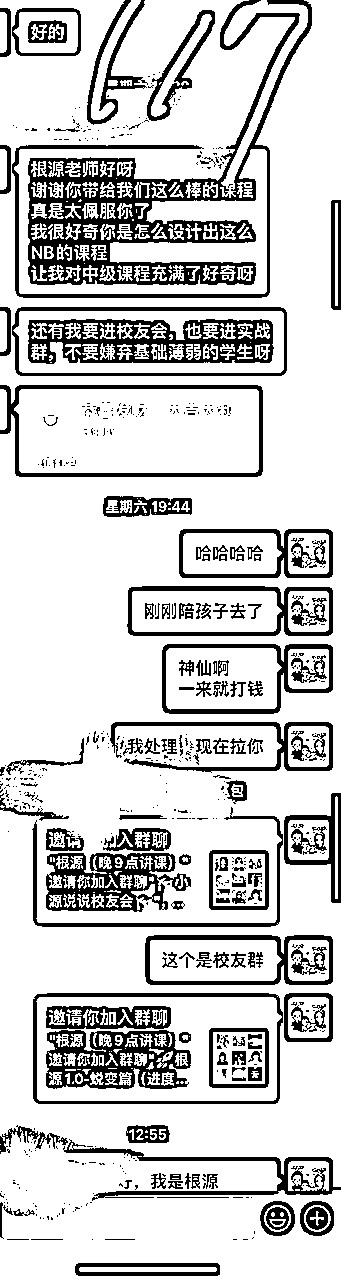 好的
根源老师好呀
谢谢你带给我们这么棒的课程
真是太佩服你了
我很好奇你是怎么设计出这么
NB的课程
让我对中级课程充满了好奇呀
还有我要进校友会，也要进实战
群，不要嫌弃基础薄弱的学生呀
星期六 19:44
哈哈哈哈
刚刚陪孩子去了
神仙啊
一来就打钱
我处理 现在拉你
包
邀请 加入群聊
"根源（晚9点讲课）"
邀请你加入群聊 小
源说说校友会
这个是校友群
邀请你加入群聊
"根源（晚9点讲课）"
邀请你加入群聊 根
源1.0-蜕变篇（进度...
12:55
，我是根源